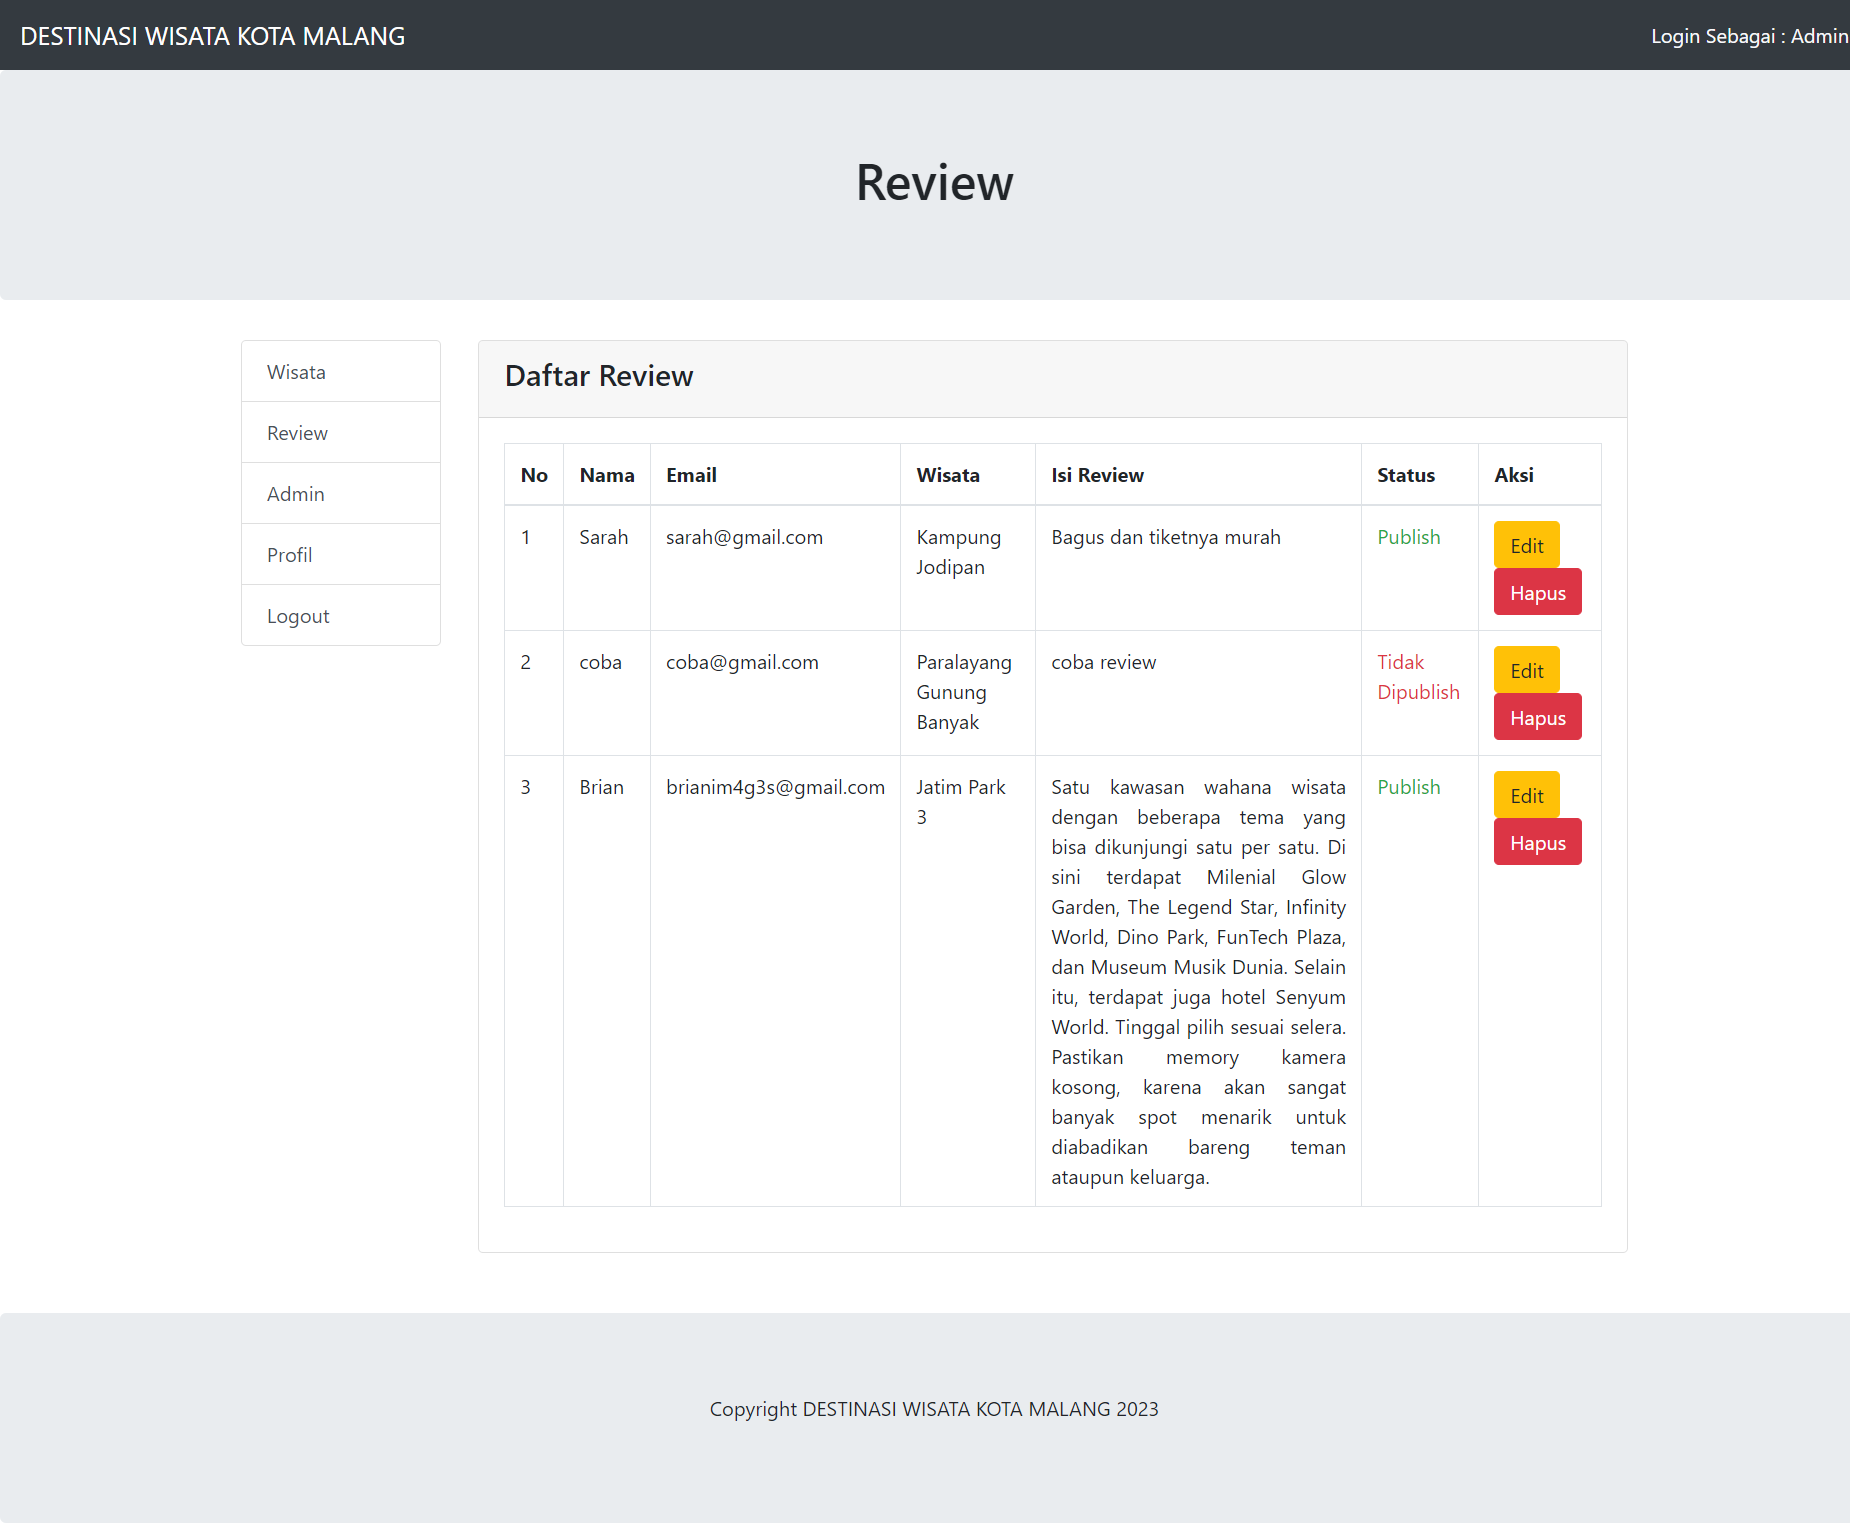 DESTINASI WISATA KOTA MALANG
Login Sebagai : Admin
Review
Wisata
Review
Admin
Profil
Logout
Daftar Review
No Nama Email Wisata Isi Review Status Aksi
1 Sarah sarah@gmail.com Kampung Bagus dan tiketnya murah Publish Edit
Jodipan
Hapus
2 coba coba@gmail.com Paralayang coba review Tidak Edit
Gunung Dipublish
Banyak Hapus
3 Brian brianim4g3s@gmail.com Jatim Park Satu kawasan wahana wisata Publish Edit
3 dengan beberapa tema yang
bisa dikunjungi satu per satu. Di Hapus
sini terdapat Milenial Glow
Garden, The Legend Star, Infinity
World, Dino Park, FunTech Plaza,
dan Museum Musik Dunia. Selain
itu, terdapat juga hotel Senyum
World. Tinggal pilih sesuai selera.
Pastikan memory kamera
kosong, karena akan sangat
banyak spot menarik untuk
diabadikan bareng teman
ataupun keluarga.
Copyright DESTINASI WISATA KOTA MALANG 2023